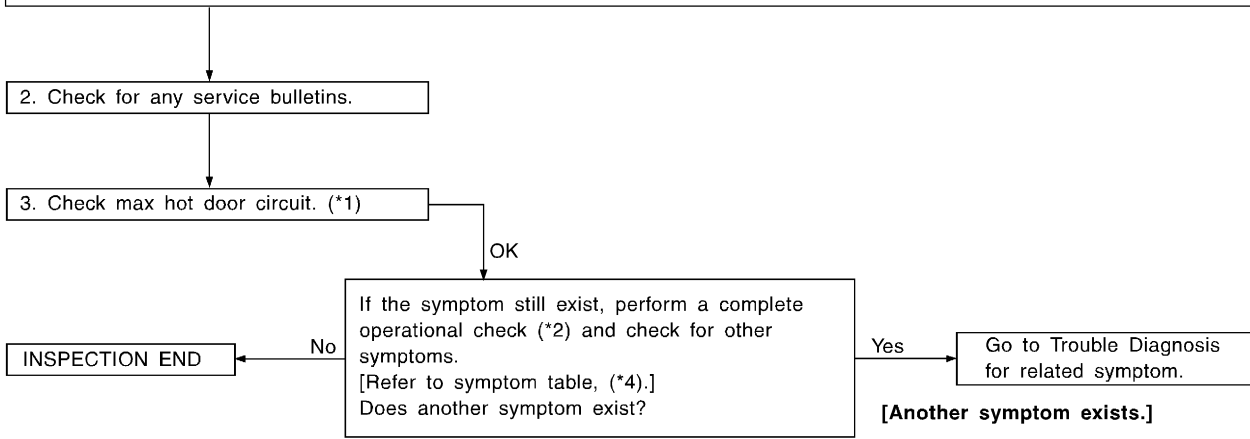 2. Check for any service bulletins.
3. Check max hot door circuit. (*1)
OK
If the symptom still exist, perform a complete
operational check (*2) and check for other
symptoms.
[Refer to symptom table, (*4).]
Does another symptom exist?
No
INSPECTION END
Yes
Go to Trouble Diagnosis
for related symptom.
[Another symptom exists.]